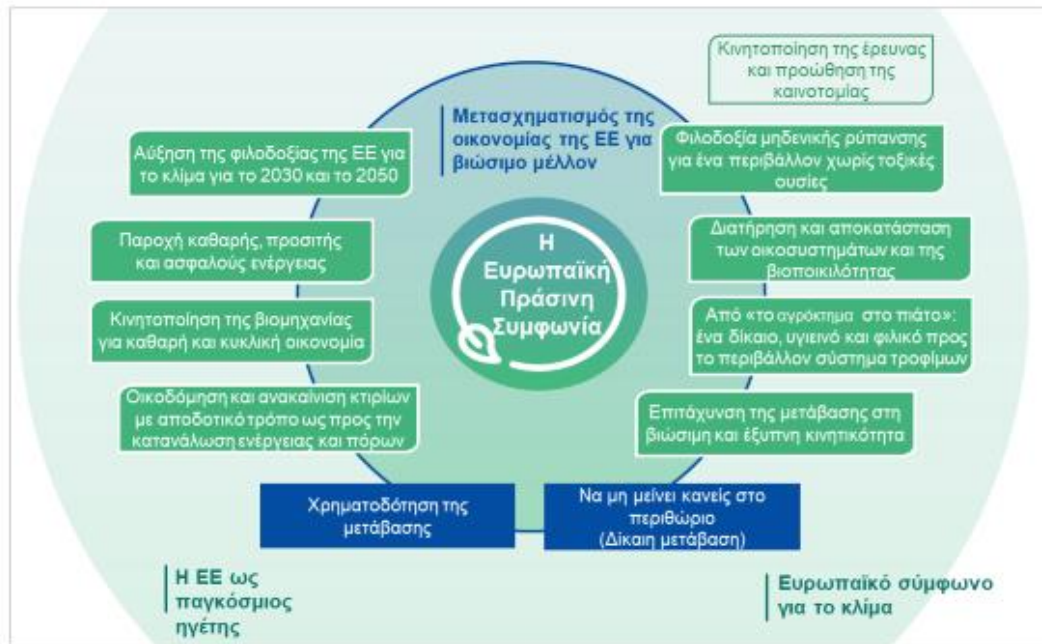 Κινητοποίηση της έρευνας
και προώθηση της
καινοτομίας
Μετασχηματισμός της
οικονομίας της ΕΕ για
βιώσιμο μέλλον
Αύξηση της φιλοδοξίας της ΕΕ για
το κλίμα για το 2030 και το 2050
Φιλοδοξία μηδενικής ρύπανσης
για ένα περιβάλλον χωρίς τοξικές
ουσίες
Παροχή καθαρής, προσιτής
και ασφαλούς ενέργειας
Διατήρηση και αποκατάσταση
των οικοσυστημάτων και της
βιοποικιλότητας
Η
Ευρωπαϊκή
Πράσινη
Συμφωνία
Κινητοποίηση της βιομηχανίας
για καθαρή και κυκλική οικονομία
Από «το αγρόκτημα στο πιάτο»:
ένα δίκαιο, υγιεινό και φιλικό προς
το περιβάλλον σύστημα τροφίμων
Οικοδόμηση και ανακαίνιση κτιρίων
με αποδοτικό τρόπο ως προς την
κατανάλωση ενέργειας και πόρων
Επιτάχυνση της μετάβασης στη
βιώσιμη και έξυπνη κινητικότητα
Χρηματοδότηση της
μετάβασης
Να μη μείνει κανείς στο
περιθώριο
(Δίκαιη μετάβαση)
Η ΕΕ ως
παγκόσμιος
ηγέτης
Ευρωπαϊκό σύμφωνο
για το κλίμα